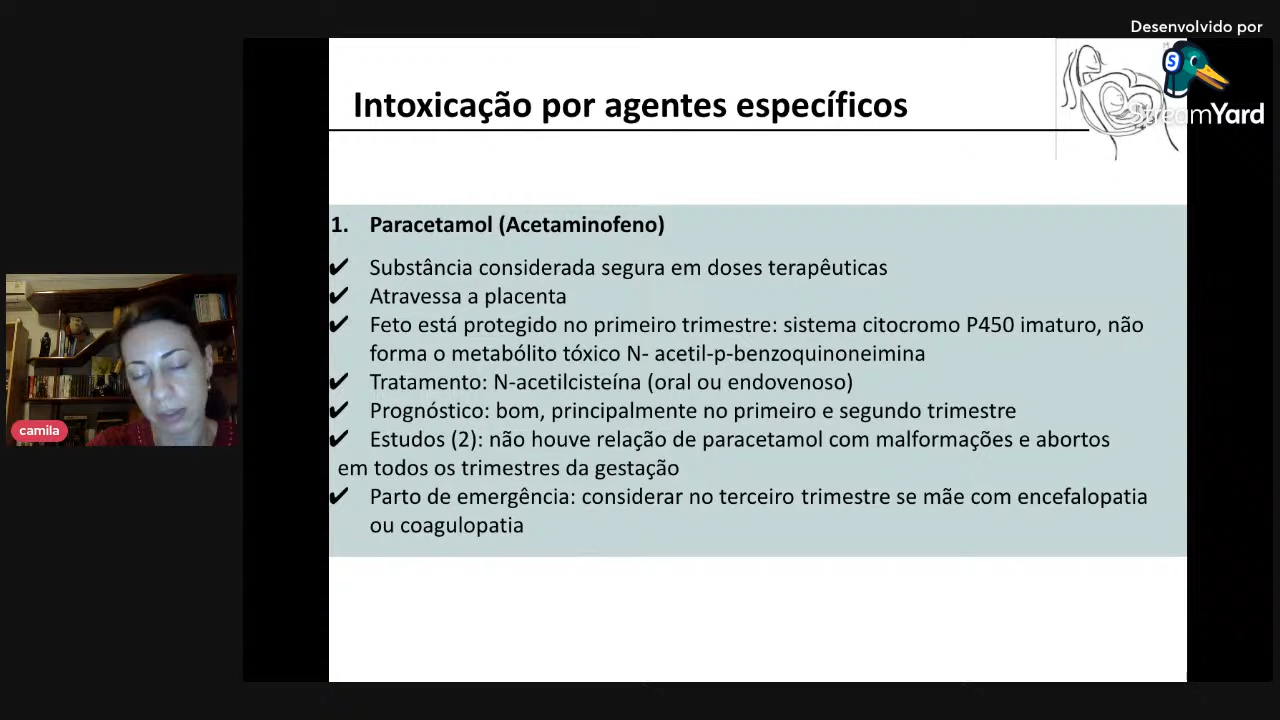 Desenvolvido por
StreamYard
Intoxicação por agentes específicos
1. Paracetamol (Acetaminofeno)
✔ Substância considerada segura em doses terapêuticas
✔ Atravessa a placenta
✔ Feto está protegido no primeiro trimestre: sistema citocromo P450 imaturo, não
forma o metabólito tóxico N- acetil-p-benzoquinoneimina
✔ Tratamento: N-acetilcisteína (oral ou endovenoso)
✔ Prognóstico: bom, principalmente no primeiro e segundo trimestre
✔ Estudos (2): não houve relação de paracetamol com malformações e abortos
em todos os trimestres da gestação
✔ Parto de emergência: considerar no terceiro trimestre se mãe com encefalopatia
ou coagulopatia
camila